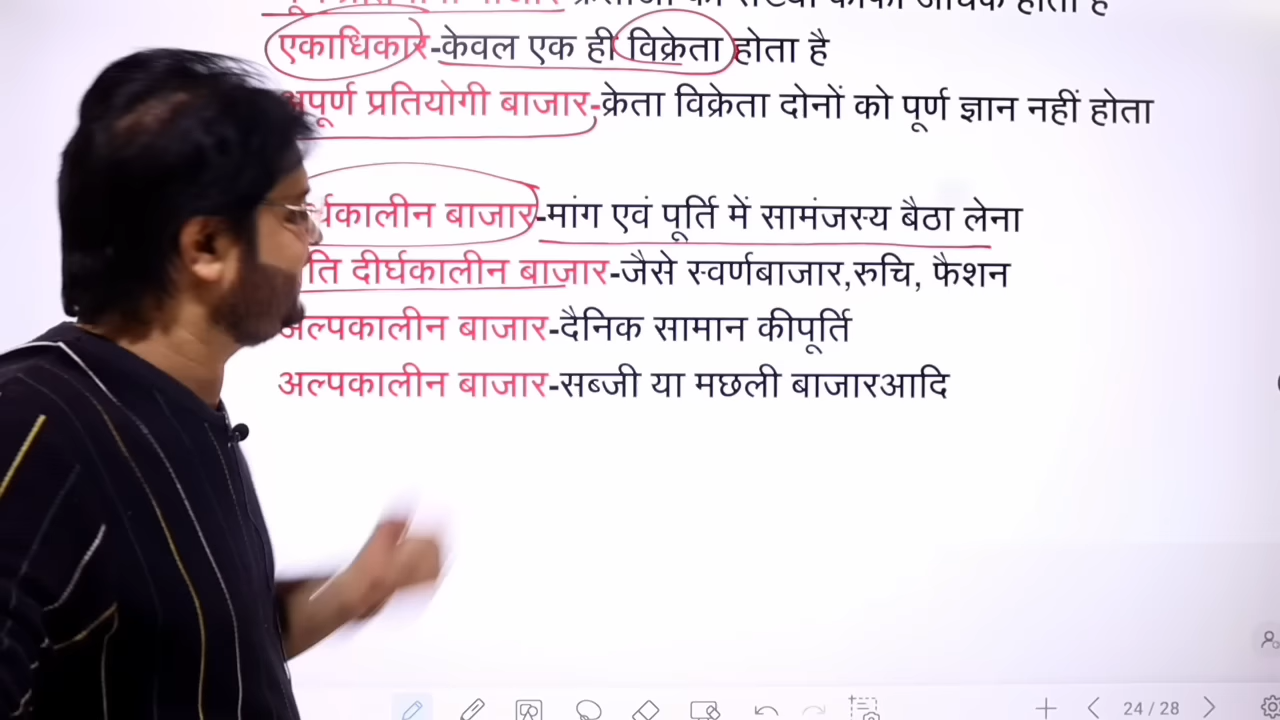 एकाधिकार-केवल एक ही विक्रेता होता है
प्रतियोगी बाजार-क्रेता विक्रेता दोनों को पूर्ण ज्ञान नहीं होता
बाजार-मांग एवं पूर्ति में सामंजस्य बैठा लेना
दीर्घकालीन बाजार-जैसे स्वर्णबाजार,रुचि, फैशन
अल्पकालीन बाजार-दैनिक सामान कीपूर्ति
अल्पकालीन बाजार-सब्जी या मछली बाजारआदि
24 / 28